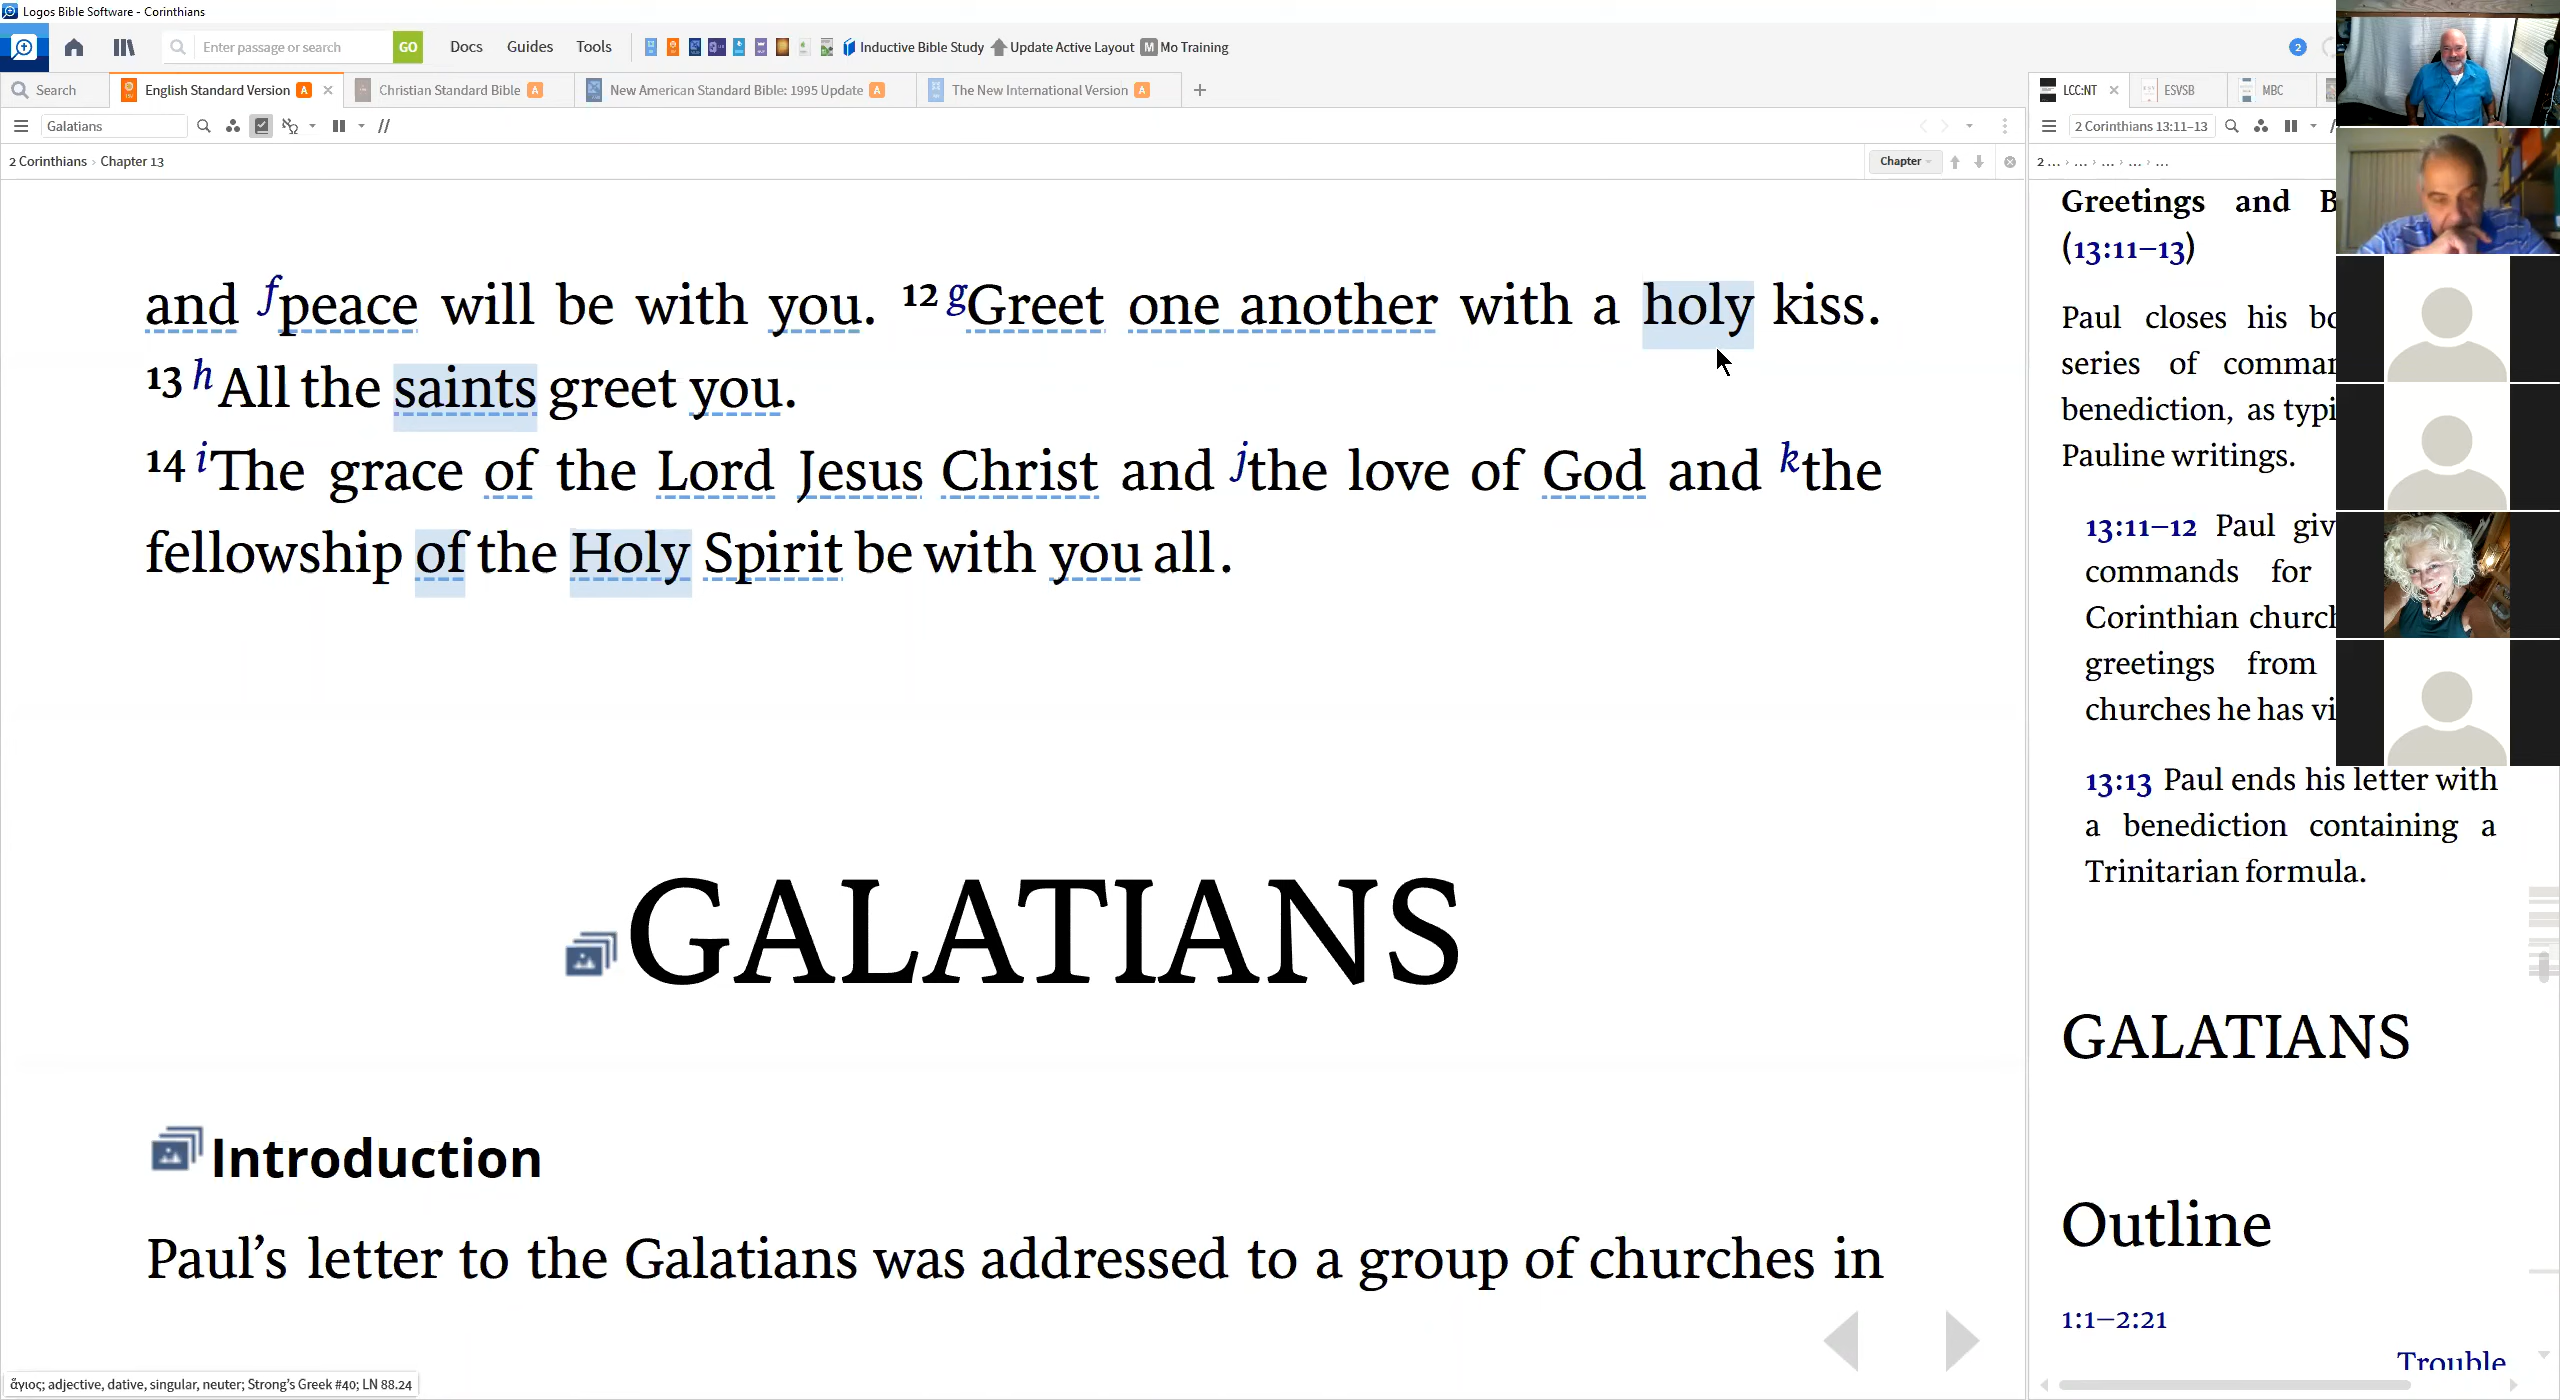 Logos Bible Software - Corinthians
Enter passage or search GO Docs Guides Tools Inductive Bible Study Update Active Layout M Mo Training 2
Search English Standard Version A Christian Standard Bible A New American Standard Bible: 1995 Update A The New International Version A
Galatians
2 Corinthians › Chapter 13 Chapter
and f peace will be with you. 12 g Greet one another with a holy kiss.
13 h All the saints greet you.
14 i The grace of the Lord Jesus Christ and j the love of God and k the
fellowship of the Holy Spirit be with you all.
GALATIANS
Introduction
Paul’s letter to the Galatians was addressed to a group of churches in
ἅγιος; adjective, dative, singular, neuter; Strong’s Greek #40; LN 88.24
LCC:NT ESVSB MBC
2 Corinthians 13:11–13
2 ... › ... › ... › ... › ...
Greetings and B
(13:11–13)
Paul closes his
series of
benediction, as
Pauline writings.
13:11–12 Paul
commands for
Corinthian
greetings from
churches he has
13:13 Paul ends his letter with
a benediction containing a
Trinitarian formula.
GALATIANS
Outline
1:1–2:21
Trouble